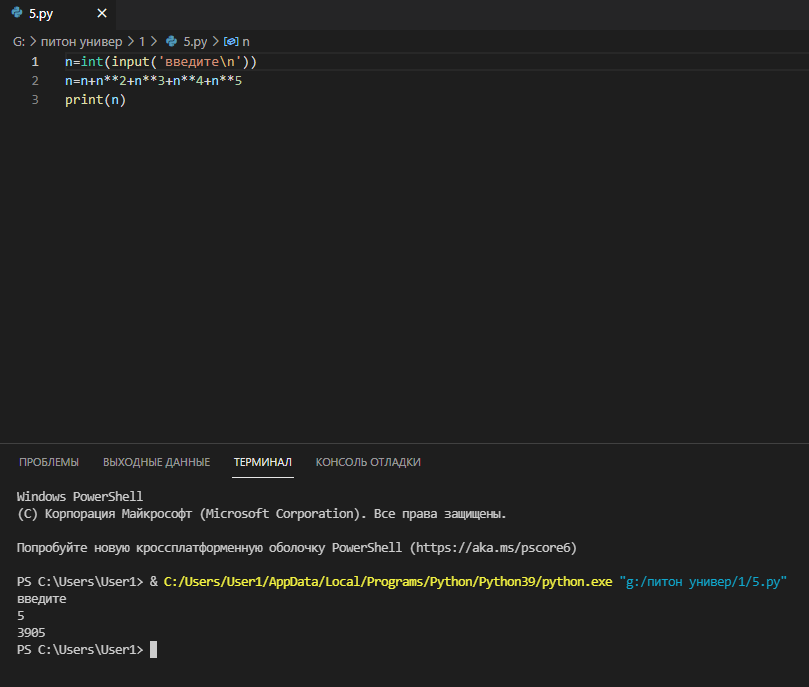 5.py
G: > питон универ > 1 > 5.py > n
1 n=int(input('введите\n'))
2 n=n+n**2+n**3+n**4+n**5
3 print(n)
ПРОБЛЕМЫ ВЫХОДНЫЕ ДАННЫЕ ТЕРМИНАЛ КОНСОЛЬ ОТЛАДКИ
Windows PowerShell
(C) Корпорация Майкрософт (Microsoft Corporation). Все права защищены.
Попробуйте новую кроссплатформенную оболочку PowerShell (https://aka.ms/pscore6)
PS C:\Users\User1> & C:/Users/User1/AppData/Local/Programs/Python/Python39/python.exe "g:/питон универ/1/5.py"
введите
5
3905
PS C:\Users\User1>